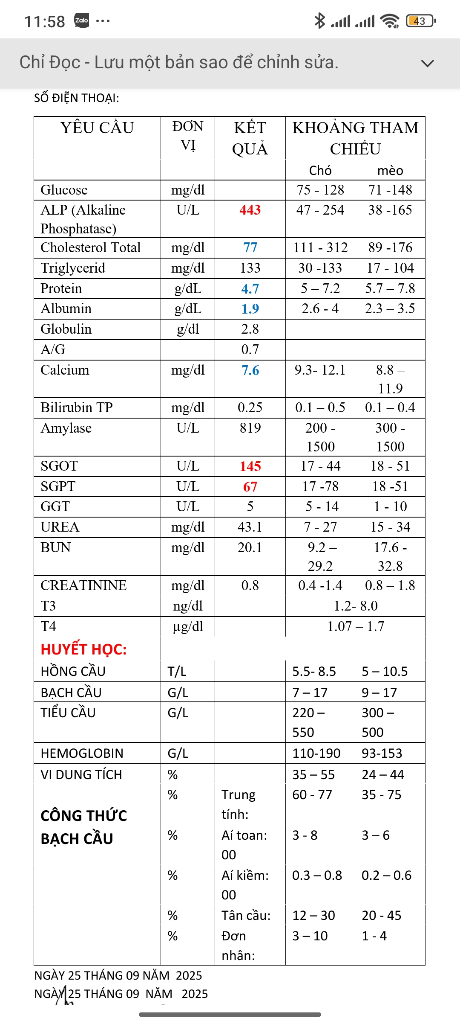 11:58 Zalo ... 43
Chỉ Đọc - Lưu một bản sao để chỉnh sửa.
SỐ ĐIỆN THOẠI:
YÊU CẦU ĐƠN VỊ KẾT QUẢ KHOẢNG THAM CHIẾU
Chó mèo
Glucose mg/dl 75 - 128 71 -148
ALP (Alkaline Phosphatase) U/L 443 47 - 254 38 -165
Cholesterol Total mg/dl 77 111 - 312 89 -176
Triglycerid mg/dl 133 30 -133 17 - 104
Protein g/dL 4.7 5 – 7.2 5.7 – 7.8
Albumin g/dL 1.9 2.6 - 4 2.3 – 3.5
Globulin g/dl 2.8
A/G 0.7
Calcium mg/dl 7.6 9.3- 12.1 8.8 – 11.9
Bilirubin TP mg/dl 0.25 0.1 – 0.5 0.1 – 0.4
Amylase U/L 819 200 - 1500 300 - 1500
SGOT U/L 145 17 - 44 18 - 51
SGPT U/L 67 17 -78 18 -51
GGT U/L 5 5 - 14 1 - 10
UREA mg/dl 43.1 7 - 27 15 - 34
BUN mg/dl 20.1 9.2 – 29.2 17.6 - 32.8
CREATININE mg/dl 0.8 0.4 -1.4 0.8 – 1.8
T3 ng/dl 1.2- 8.0
T4 µg/dl 1.07 – 1.7
HUYẾT HỌC:
HỒNG CẦU T/L 5.5- 8.5 5 – 10.5
BẠCH CẦU G/L 7 – 17 9 – 17
TIỂU CẦU G/L 220 – 550 300 – 500
HEMOGLOBIN G/L 110-190 93-153
VI DUNG TÍCH % 35 – 55 24 – 44
CÔNG THỨC BẠCH CẦU
% Trung tính: 60 - 77 35 - 75
% Aí toan: 00 3 - 8 3 – 6
% Aí kiềm: 00 0.3 – 0.8 0.2 – 0.6
% Tân cầu: 12 – 30 20 - 45
% Đơn nhân: 3 – 10 1 - 4
NGÀY 25 THÁNG 09 NĂM 2025
NGÀY 25 THÁNG 09 NĂM 2025